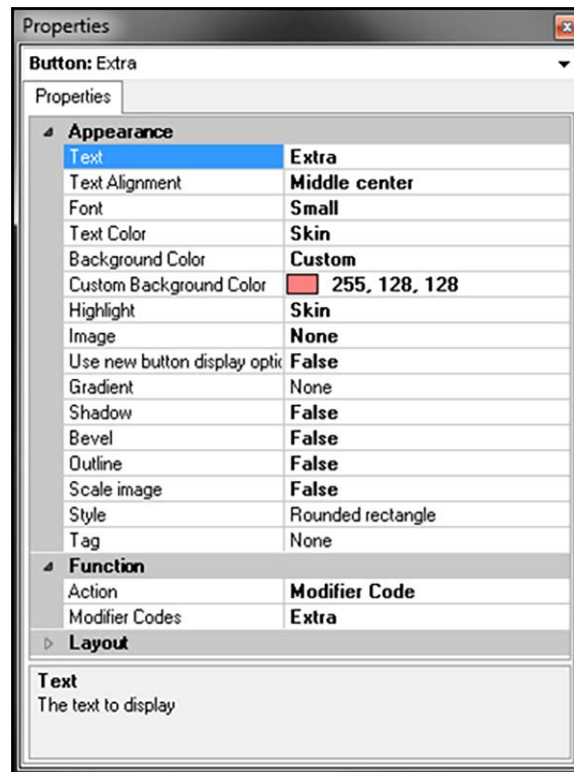 Properties
Button: Extra
Properties
Appearance
Text Extra
Text Alignment Middle center
Font Small
Text Color Skin
Background Color Custom
Custom Background Color 255, 128, 128
Highlight Skin
Image None
Use new button display optic False
Gradient None
Shadow False
Bevel False
Outline False
Scale image False
Style Rounded rectangle
Tag None
Function
Action Modifier Code
Modifier Codes Extra
Layout
Text
The text to display